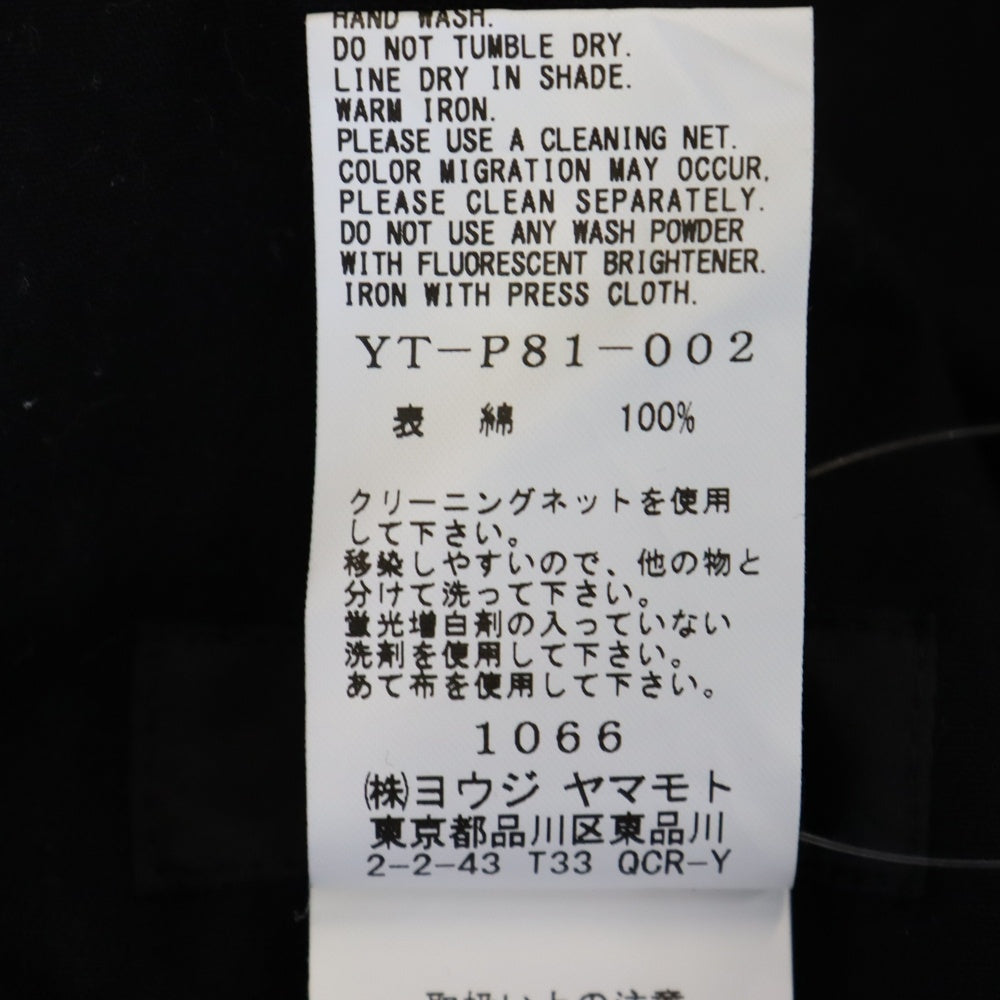 HAND WASH.
DO NOT TUMBLE DRY.
LINE DRY IN SHADE.
WARM IRON.
PLEASE USE A CLEANING NET.
COLOR MIGRATION MAY OCCUR.
PLEASE CLEAN SEPARATELY.
DO NOT USE ANY WASH POWDER
WITH FLUORESCENT BRIGHTENER.
IRON WITH PRESS CLOTH.
YT-P81-002
表 綿 100%
クリーニングネットを使用
して下さい。
移染しやすいので、他の物と
分けて洗って下さい。
蛍光増白剤の入っていない
洗剤を使用して下さい。
あて布を使用して下さい。
1066
㈱ヨウジ ヤマモト
東京都品川区東品川
2-2-43 T33 QCR-Y
取扱い上の注意